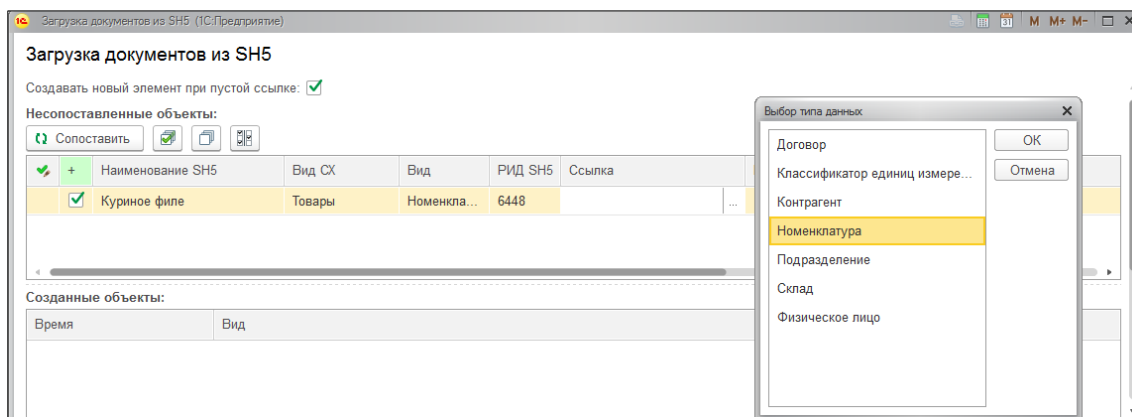 Загрузка документов из SH5 (1С:Предприятие)
M M+ M-
Загрузка документов из SH5
Создавать новый элемент при пустой ссылке:
Несопоставленные объекты:
Сопоставить
+ Наименование SH5 Вид СХ Вид РИД SH5 Ссылка
Куриное филе Товары Номенкла... 6448 ...
Созданные объекты:
Время Вид
Выбор типа данных
Договор
Классификатор единиц измере...
Контрагент
Номенклатура
Подразделение
Склад
Физическое лицо
ОК
Отмена